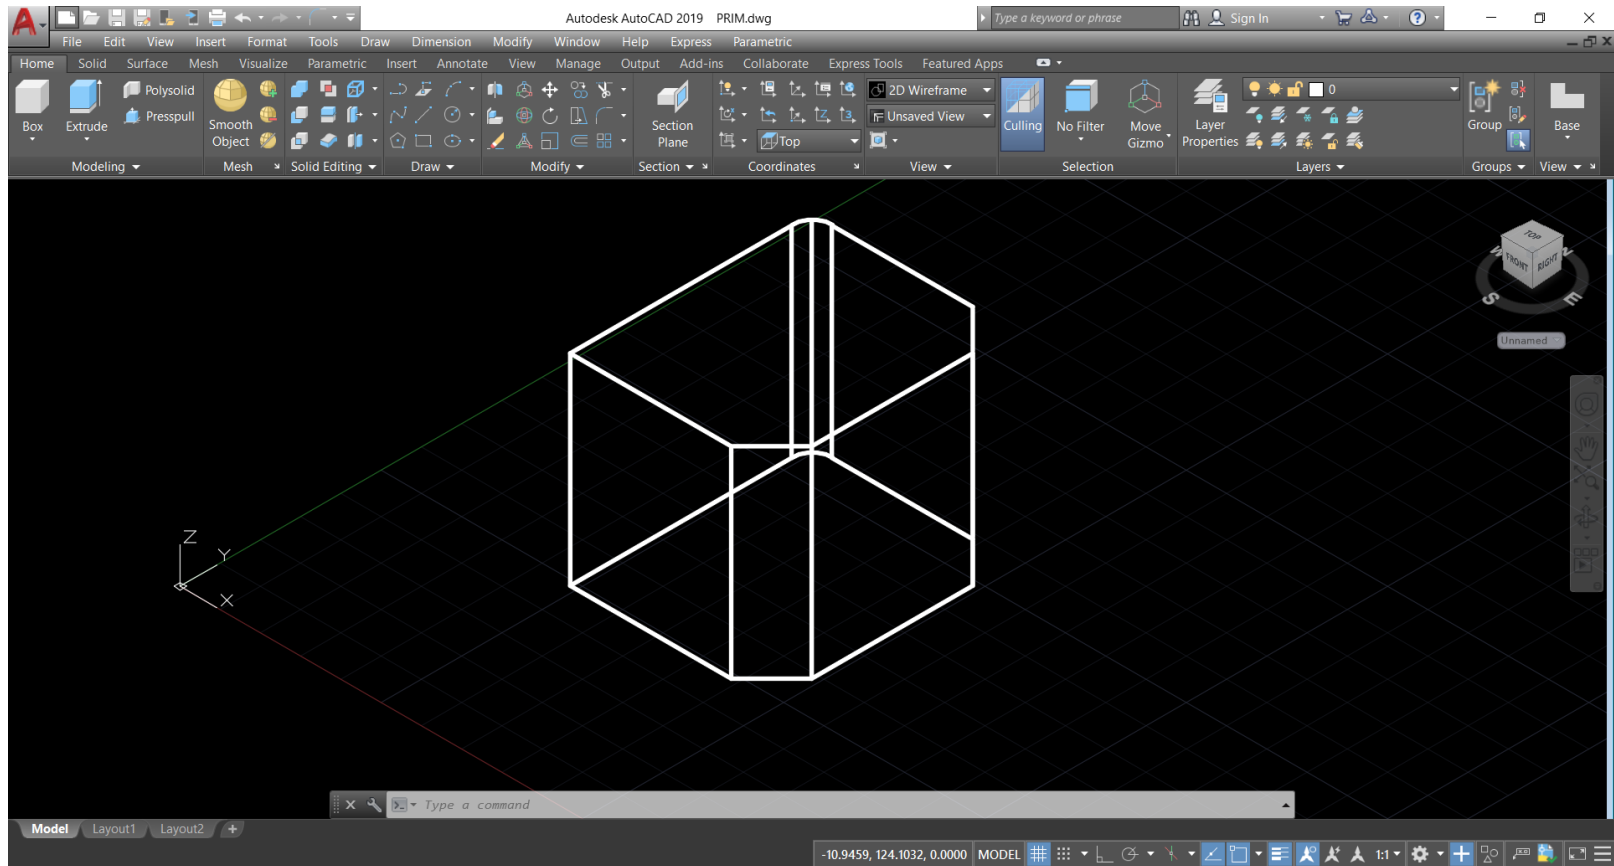 Autodesk AutoCAD 2019 PRIM.dwg
Type a keyword or phrase
Sign In
File Edit View Insert Format Tools Draw Dimension Modify Window Help Express Parametric
Home Solid Surface Mesh Visualize Parametric Insert Annotate View Manage Output Add-ins Collaborate Express Tools Featured Apps
Box
Extrude
Polysolid
Presspull
Smooth
Object
Section
Plane
Top
2D Wireframe
Unsaved View
Culling
No Filter
Move
Gizmo
Layer
Properties
0
Group
Base
Modeling Mesh Solid Editing Draw Modify Section Coordinates View Selection Layers Groups View
TOP
FRONT
RIGHT
W
N
S
E
Unnamed
Z
Y
X
Type a command
Model Layout1 Layout2 +
-10.9459, 124.1032, 0.0000 MODEL 1:1